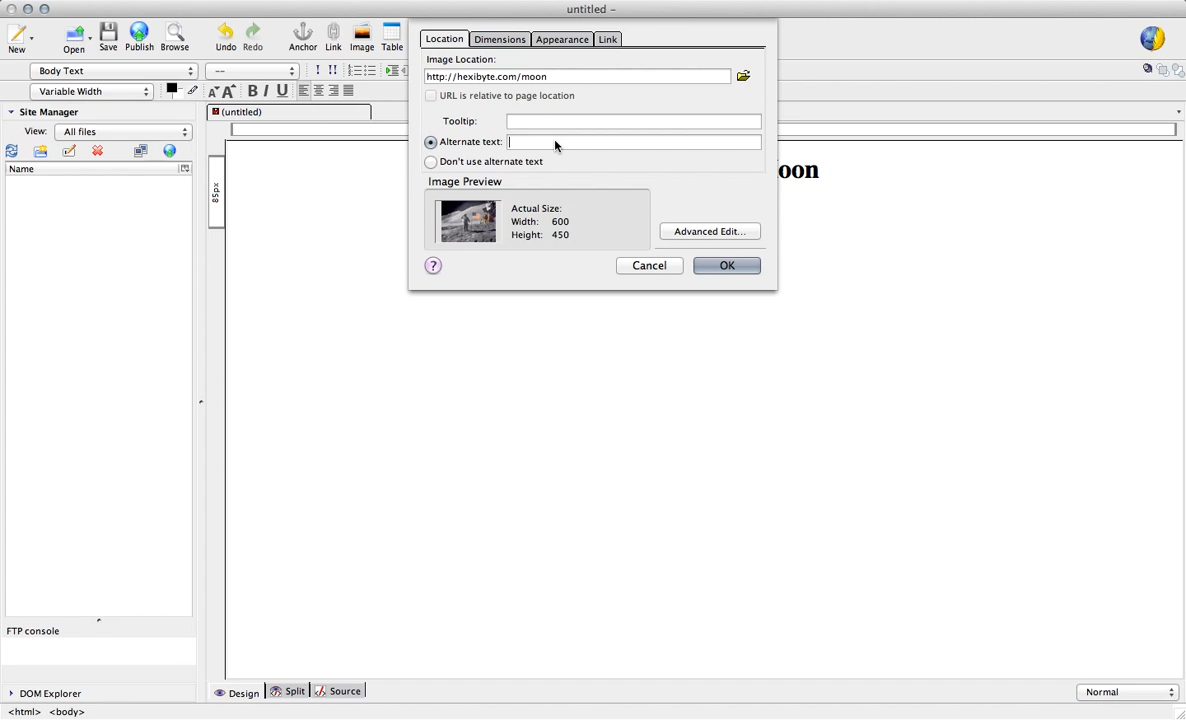 untitled –
New
Open
Save
Publish
Browse
Undo
Redo
Anchor
Link
Image
Table
Location
Dimensions
Appearance
Link
Image Location:
http://hexibyte.com/moon
URL is relative to page location
Tooltip:
Alternate text:
Don't use alternate text
Image Preview
Actual Size:
Width: 600
Height: 450
Advanced Edit...
?
Cancel
OK
Body Text
--
! !!
Variable Width
A A B I U
Site Manager
View: All files
Name
(untitled)
85px
oon
FTP console
DOM Explorer
Design
Split
Source
Normal
<html> <body>